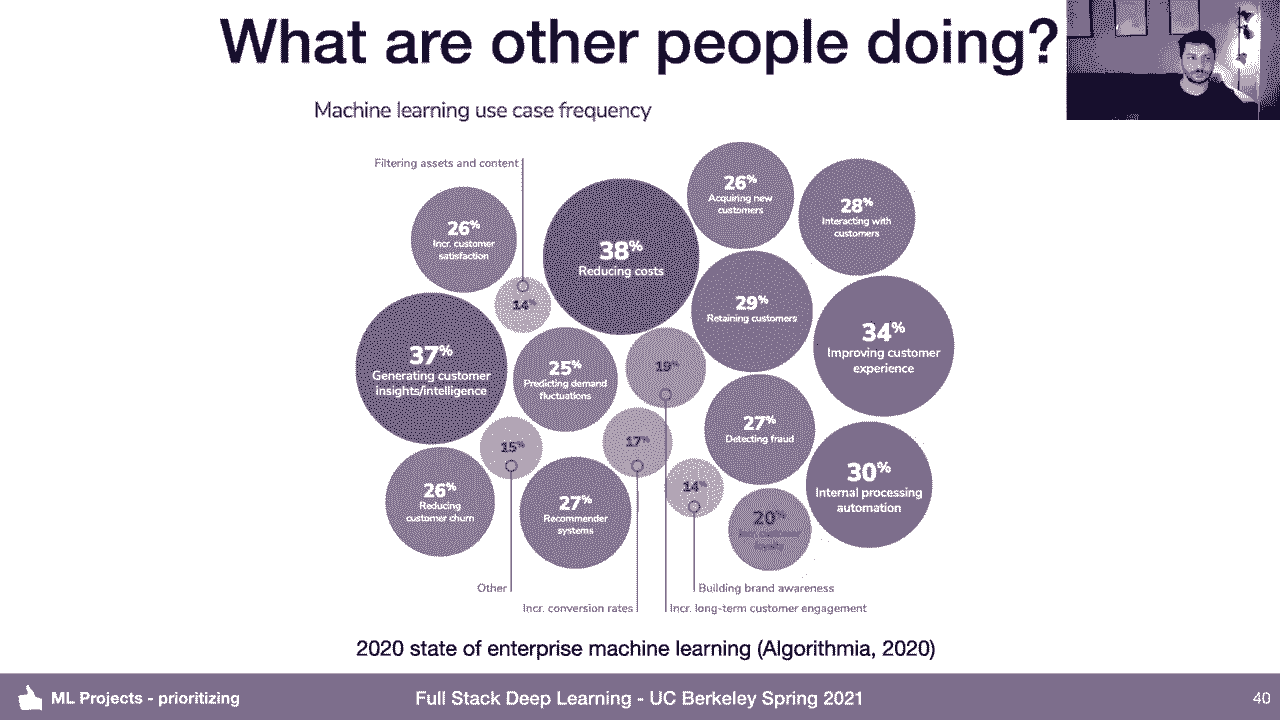 What are other people doing?
Machine learning use case frequency
Filtering assets and content
26%
Incr. customer
satisfaction
14%
38%
Reducing costs
26%
Acquiring new
customers
28%
Interacting with
customers
37%
Generating customer
insights/intelligence
25%
Predicting demand
fluctuations
19%
29%
Retaining customers
34%
Improving customer
experience
15%
17%
27%
Detecting fraud
26%
Reducing
customer churn
27%
Recommender
systems
14%
20%
30%
Internal processing
automation
Other
Building brand awareness
Incr. conversion rates
Incr. long-term customer engagement
2020 state of enterprise machine learning (Algorithmia, 2020)
ML Projects - prioritizing
Full Stack Deep Learning - UC Berkeley Spring 2021
40